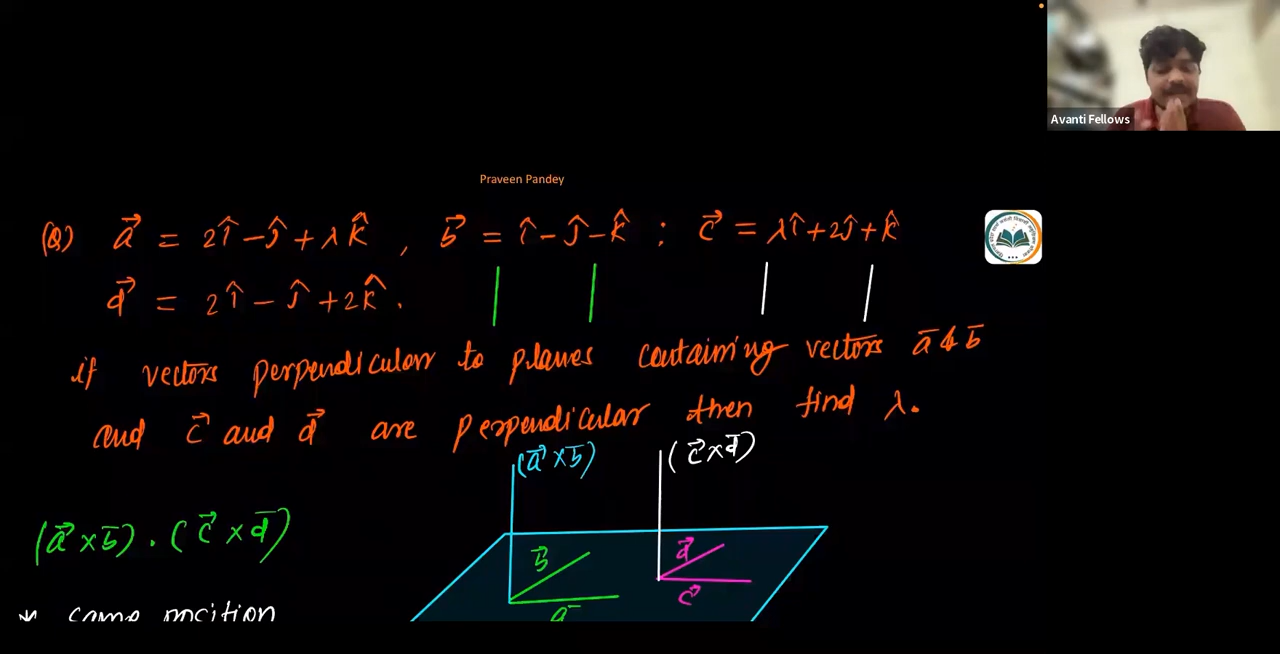 Avanti Fellows
Praveen Pandey
(Q) a⃗ = 2î - ĵ + λk̂ , b⃗ = î - ĵ - k̂ ; c⃗ = λî + 2ĵ + k̂
d⃗ = 2î - ĵ + 2k̂ .
if vectors perpendicular to planes containing vectors a̅ & b̅
and c⃗ and d⃗ are perpendicular then find λ.
(a⃗ × b̅) (c⃗ × d̅)
(a⃗ × b̅) . (c⃗ × d̅)
b⃗ d⃗
a̅ c⃗
* same